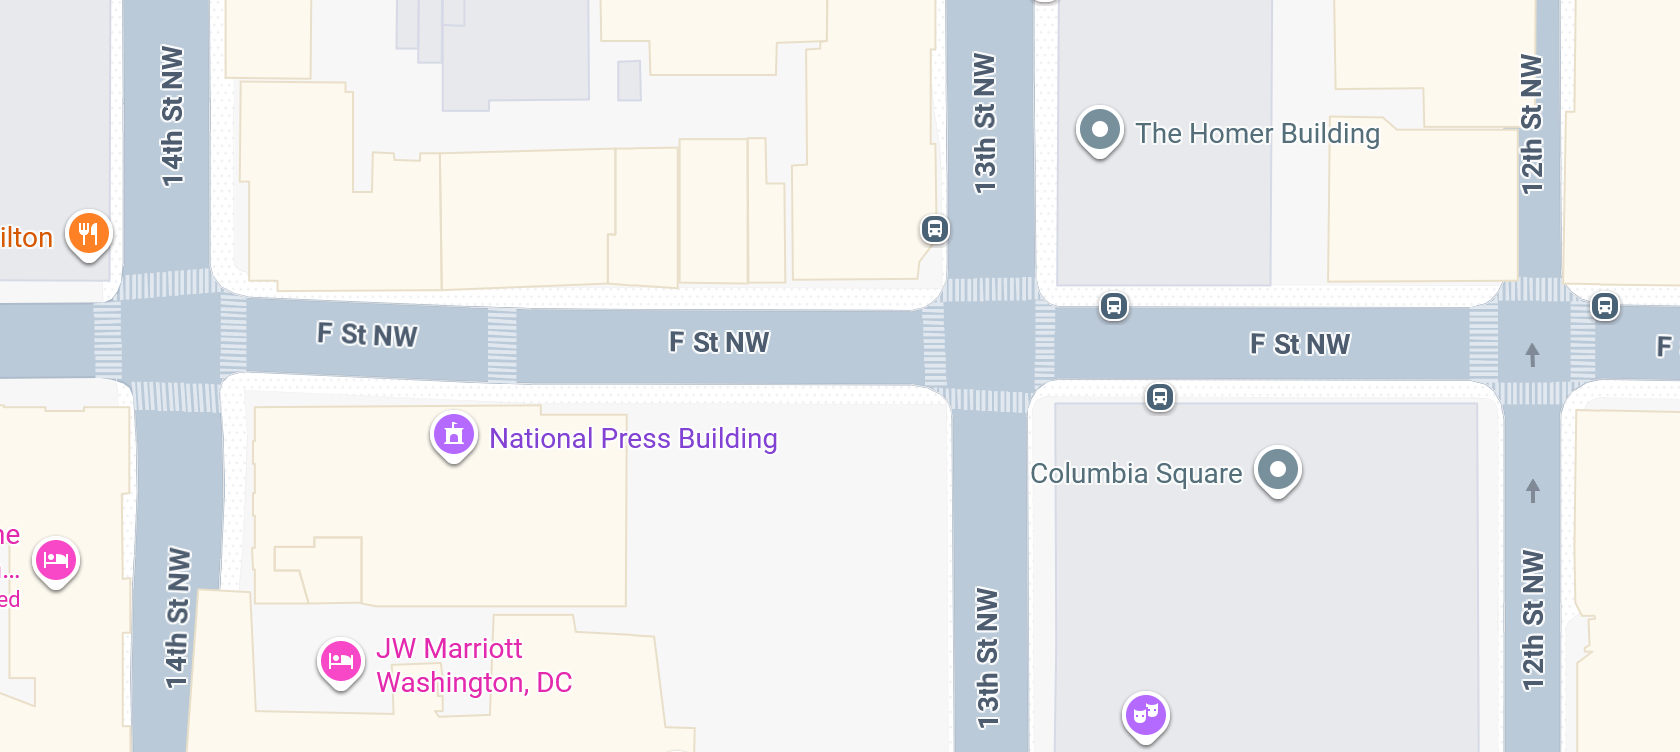 14th St NW
13th St NW
12th St NW
The Homer Building
ilton
F St NW
F St NW
F St NW
F
National Press Building
Columbia Square
ne
...
ed
14th St NW
13th St NW
12th St NW
JW Marriott
Washington, DC